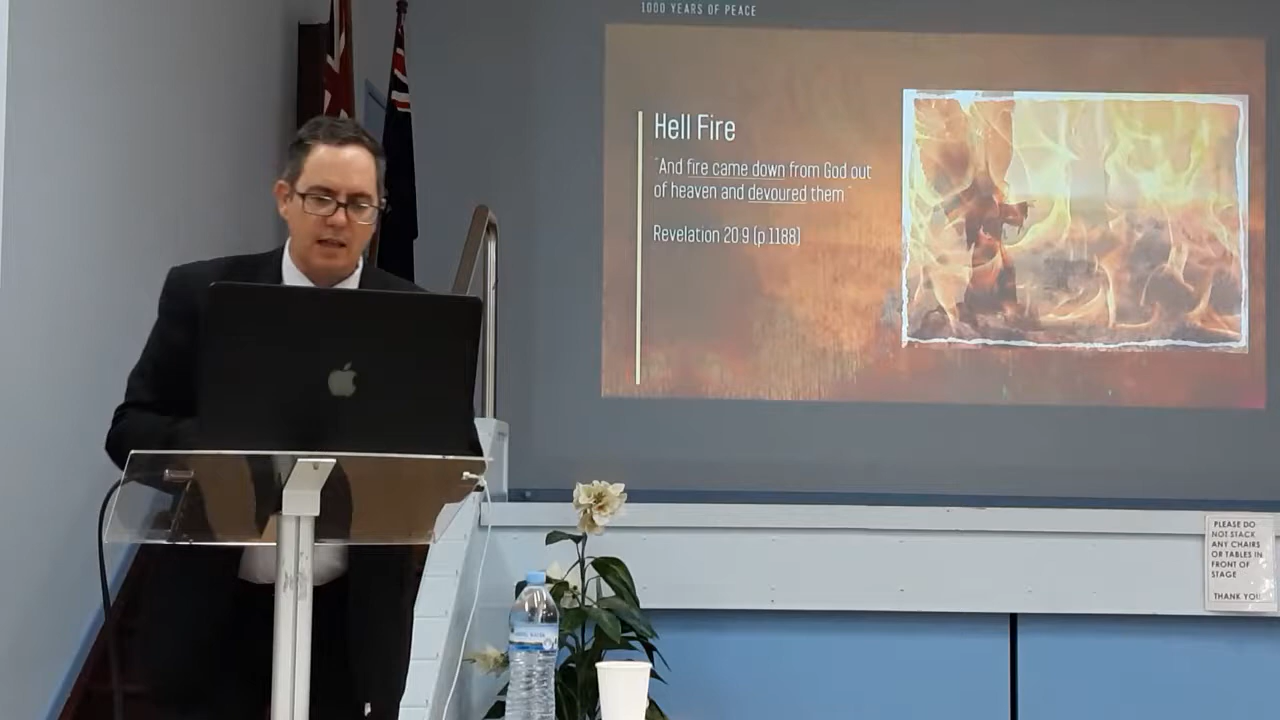 1000 YEARS OF PEACE
Hell Fire
"And fire came down from God out
of heaven and devoured them"
Revelation 20:9 (p.1188)
PLEASE DO
NOT STACK
ANY CHAIRS
OR TABLES IN
FRONT OF
STAGE
THANK YOU